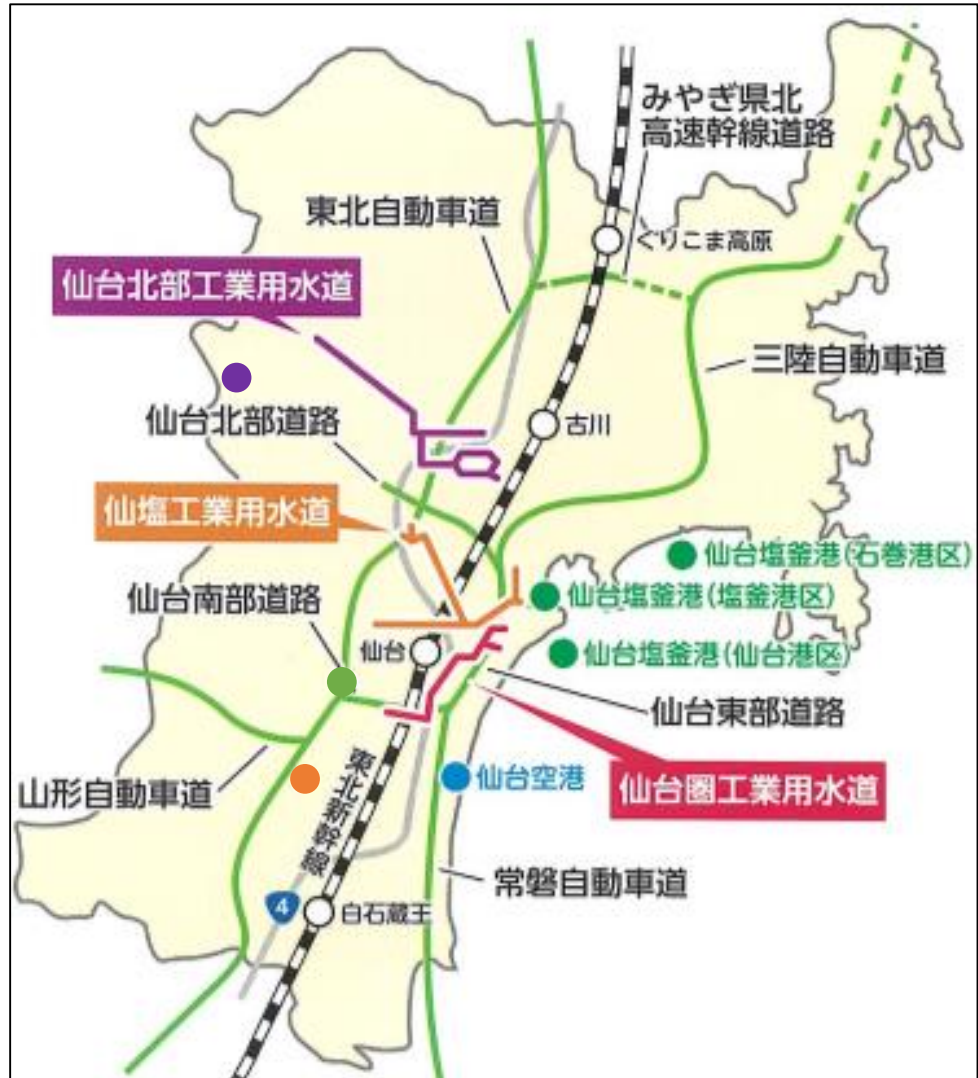 みやぎ県北
高速幹線道路
東北自動車道
くりこま高原
仙台北部工業用水道
三陸自動車道
仙台北部道路
古川
仙塩工業用水道
仙台塩釜港(石巻港区)
仙台塩釜港(塩釜港区)
仙台南部道路
仙台
仙台塩釜港(仙台港区)
仙台東部道路
山形自動車道
東北新幹線
仙台空港
仙台圏工業用水道
常磐自動車道
4
白石蔵王